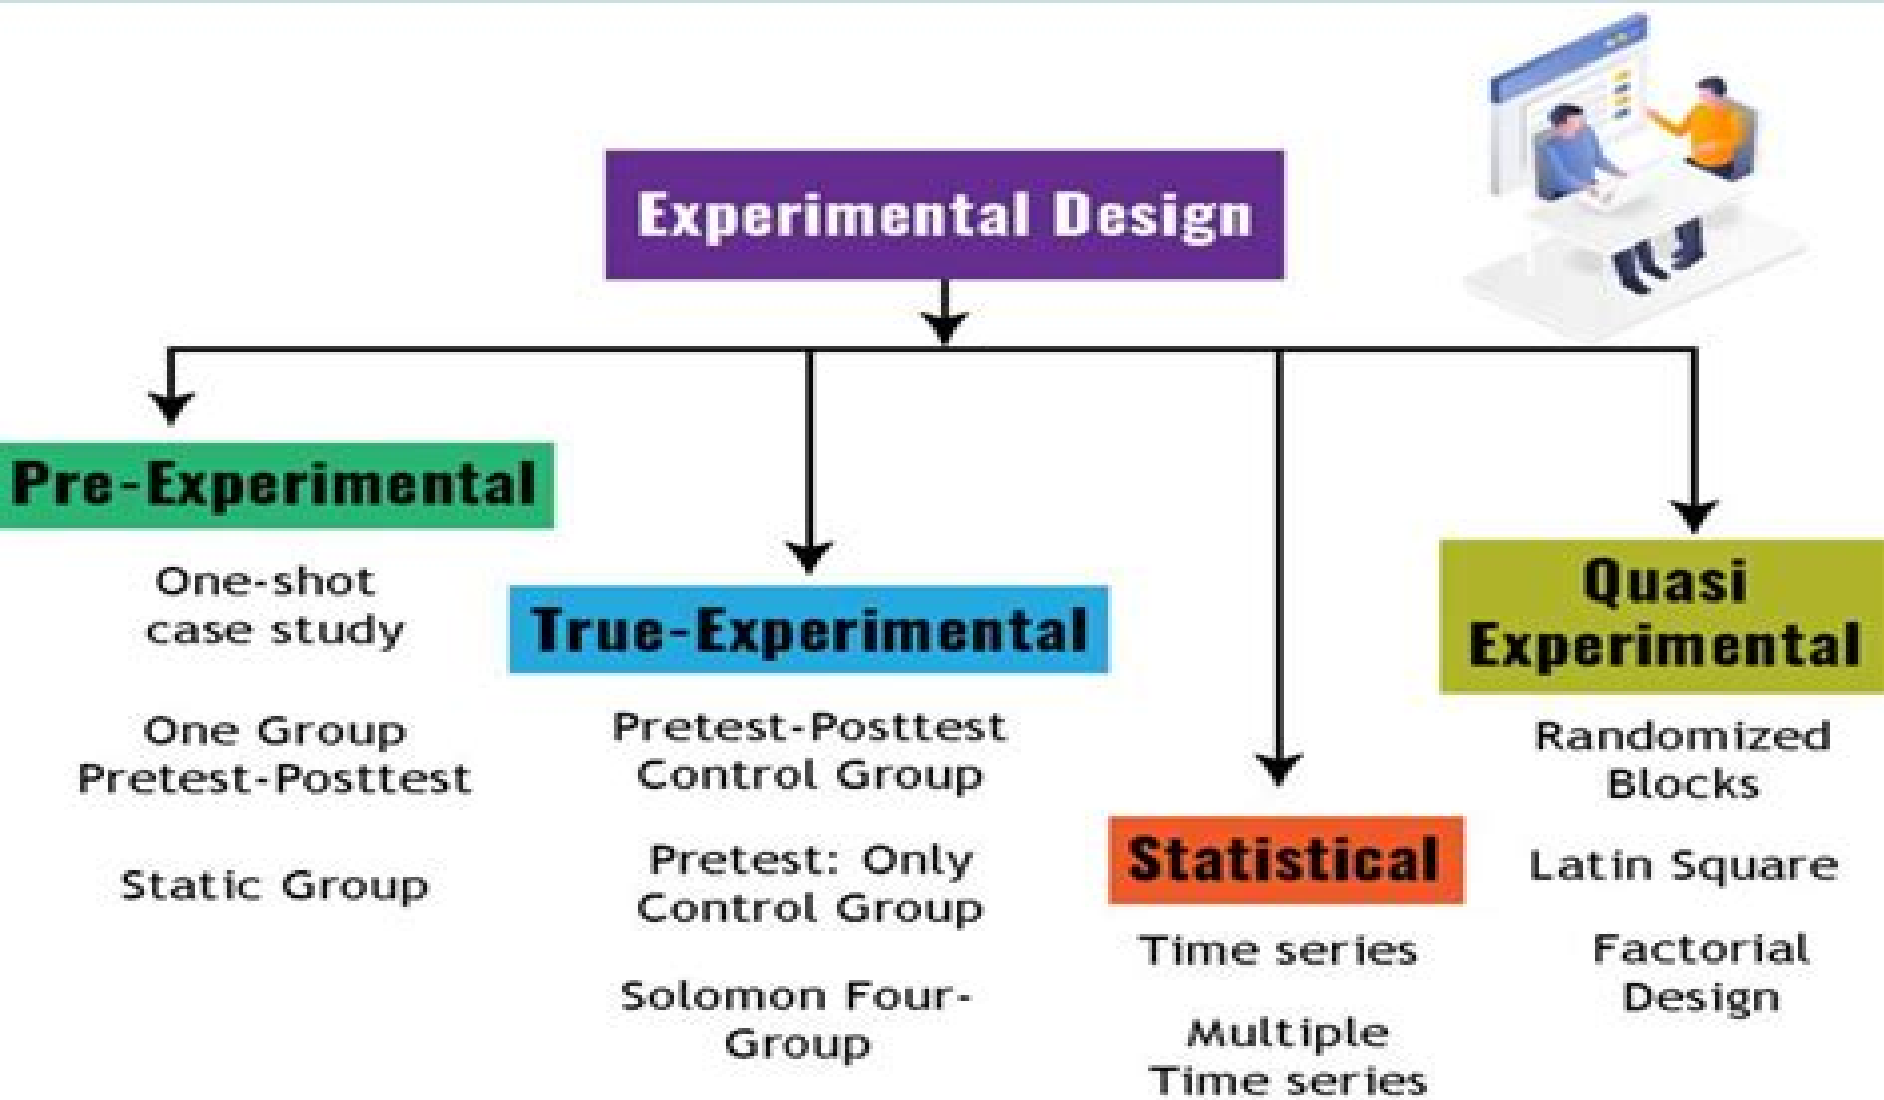 Experimental Design
Pre-Experimental
One-shot
case study
One Group
Pretest-Posttest
Static Group
True-Experimental
Pretest-Posttest
Control Group
Pretest: Only
Control Group
Solomon Four-
Group
Statistical
Time series
Multiple
Time series
Quasi
Experimental
Randomized
Blocks
Latin Square
Factorial
Design